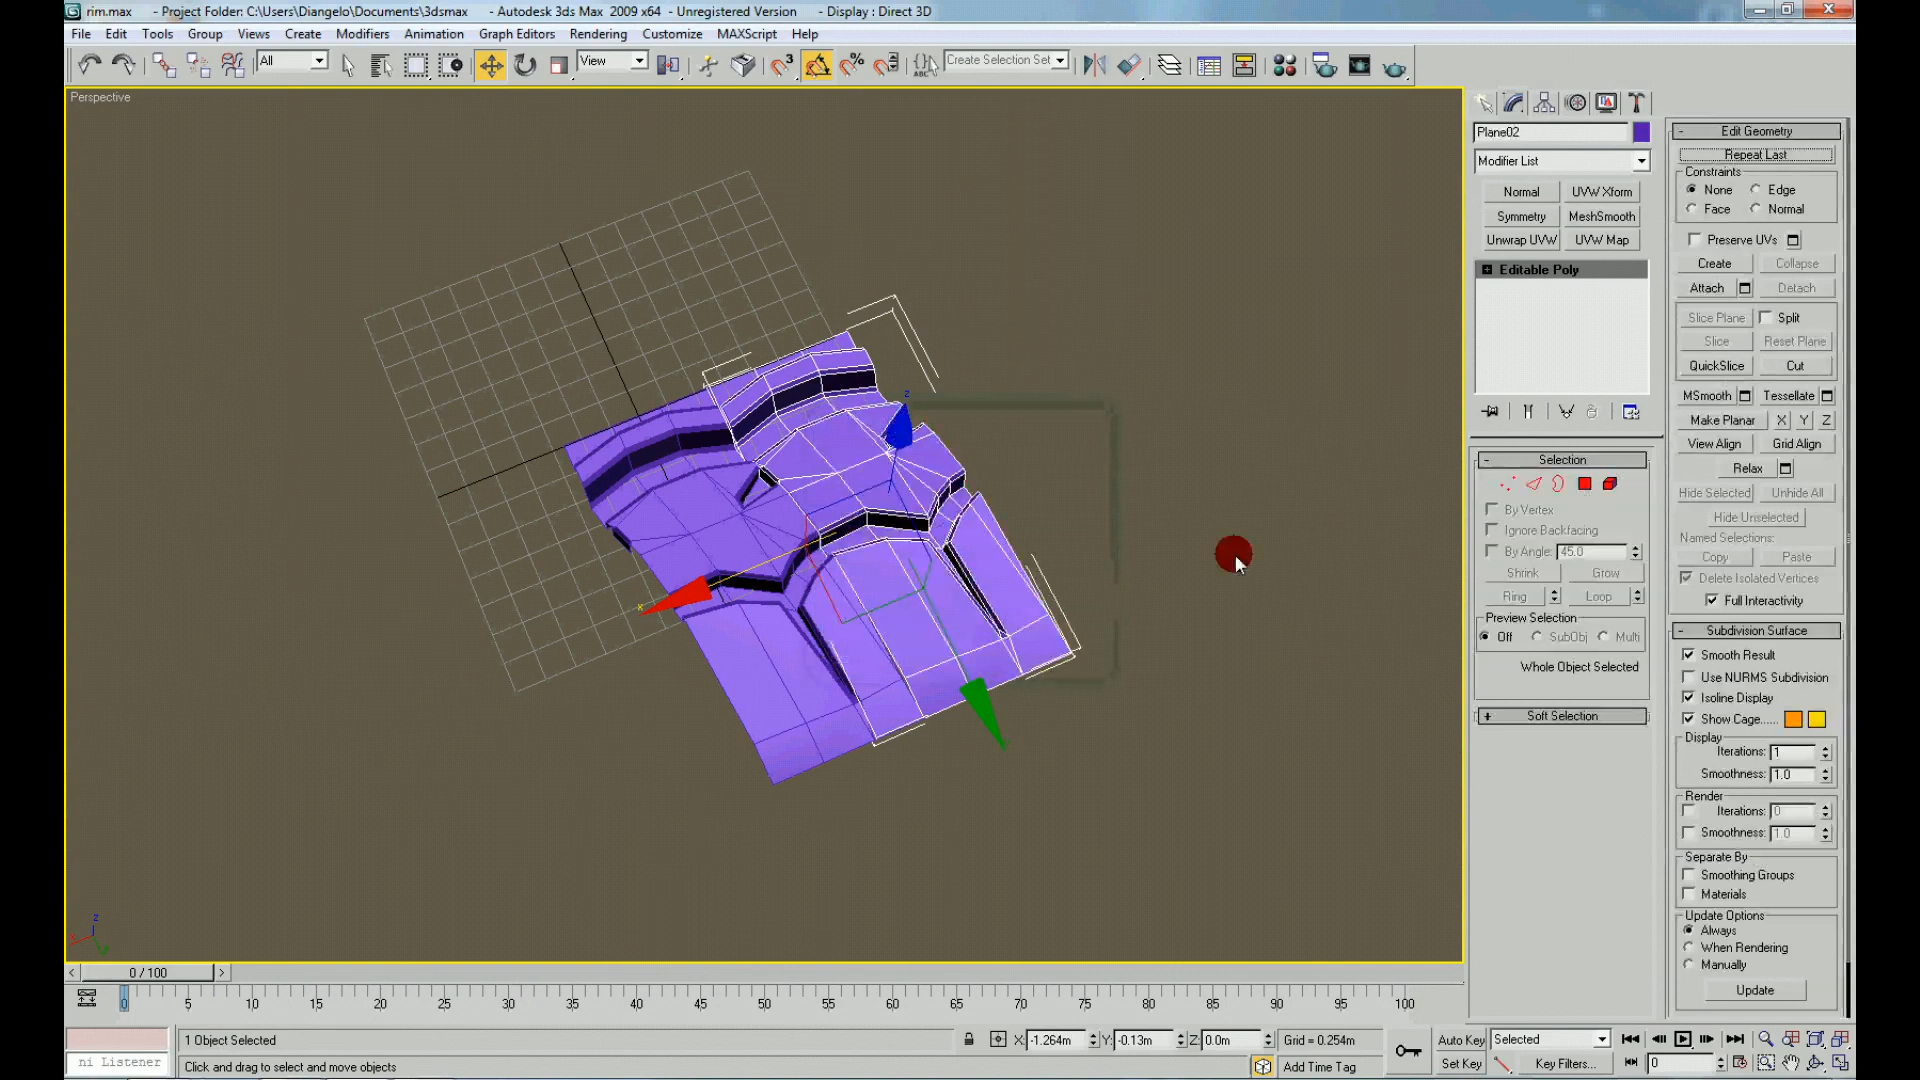 rim.max - Project Folder: C:\Users\Diangelo\Documents\3dsmax - Autodesk 3ds Max 2009 x64 - Unregistered Version - Display : Direct 3D
File Edit Tools Group Views Create Modifiers Animation Graph Editors Rendering Customize MAXScript Help
All View 3 % ABC Create Selection Set
Perspective
Plane02
Modifier List
Normal UVW Xform
Symmetry MeshSmooth
Unwrap UVW UVW Map
Editable Poly
Selection
By Vertex
Ignore Backfacing
By Angle: 45.0
Shrink Grow
Ring Loop
Preview Selection
Off SubObj Multi
Whole Object Selected
Soft Selection
Edit Geometry
Repeat Last
Constraints
None Edge
Face Normal
Preserve UVs
Create Collapse
Attach Detach
Slice Plane Split
Slice Reset Plane
QuickSlice Cut
MSmooth Tessellate
Make Planar X Y Z
View Align Grid Align
Relax
Hide Selected Unhide All
Hide Unselected
Named Selections:
Copy Paste
Delete Isolated Vertices
Full Interactivity
Subdivision Surface
Smooth Result
Use NURMS Subdivision
Isoline Display
Show Cage......
Display
Iterations: 1
Smoothness: 1.0
Render
Iterations: 0
Smoothness: 1.0
Separate By
Smoothing Groups
Materials
Update Options
Always
When Rendering
Manually
Update
z
x
z
< 0 / 100 >
0 5 10 15 20 25 30 35 40 45 50 55 60 65 70 75 80 85 90 95 100
1 Object Selected X: -1.264m Y: -0.13m Z: 0.0m Grid = 0.254m Auto Key Selected
ni Listener Click and drag to select and move objects Add Time Tag Set Key Key Filters... 0